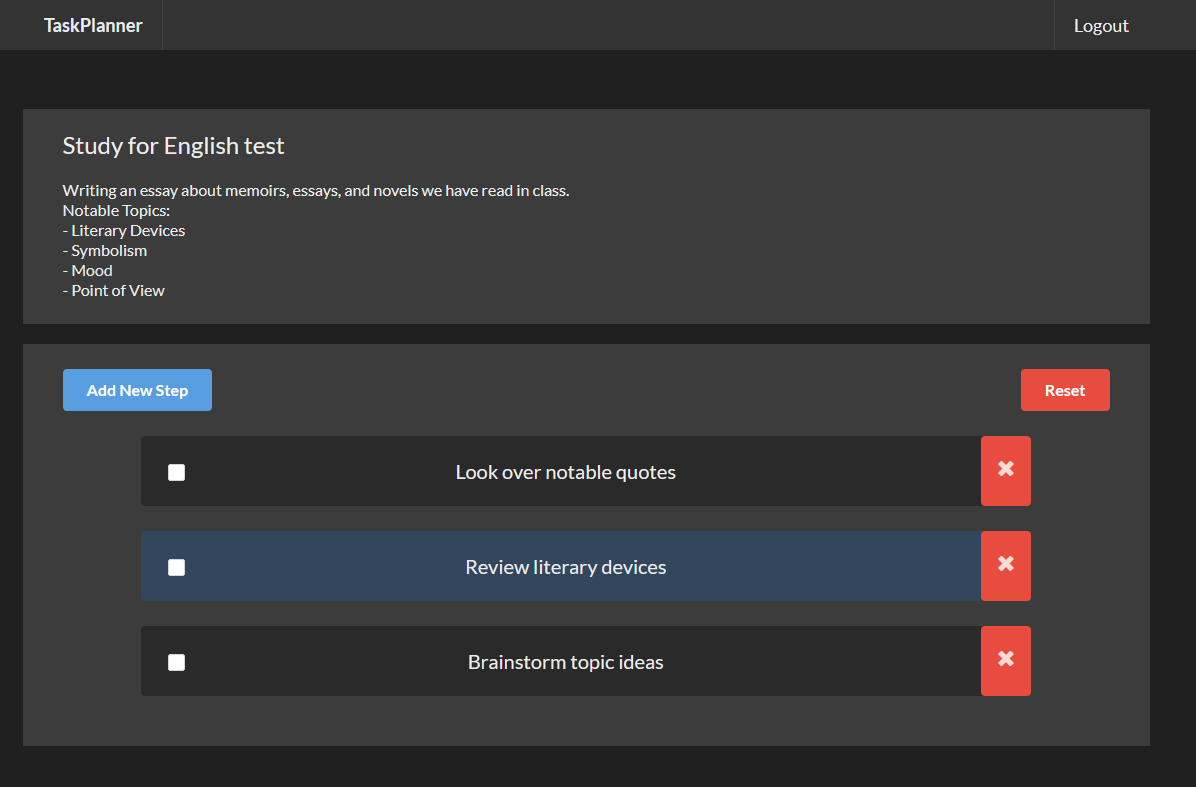 TaskPlanner
Logout
Study for English test
Writing an essay about memoirs, essays, and novels we have read in class.
Notable Topics:
- Literary Devices
- Symbolism
- Mood
- Point of View
Add New Step
Reset
Look over notable quotes
Review literary devices
Brainstorm topic ideas